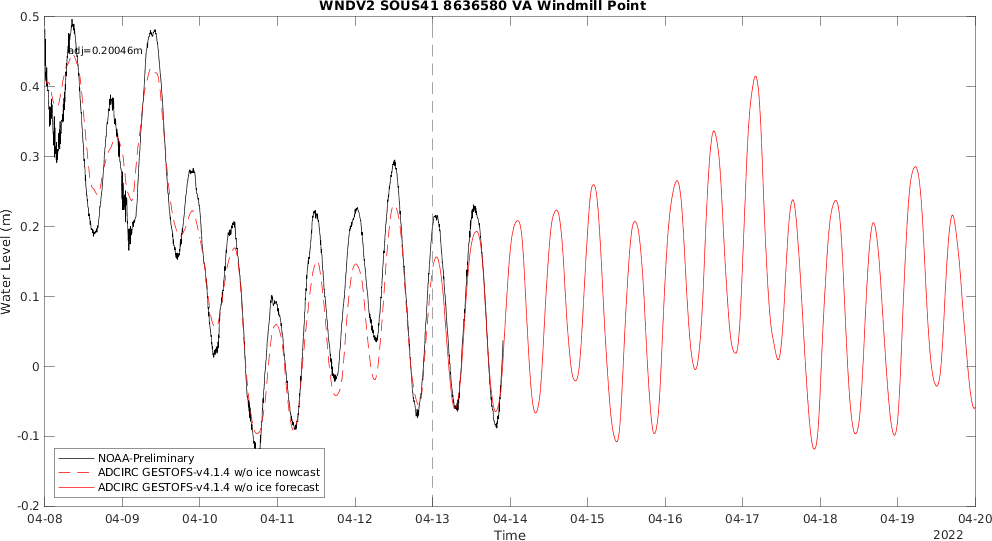 WNDV2 SOUS41 8636580 VA Windmill Point
adj=0.20046m
Water Level (m)
0.5
0.4
0.3
0.2
0.1
0
-0.1
-0.2
NOAA-Preliminary
ADCIRC GESTOFS-v4.1.4 w/o ice nowcast
ADCIRC GESTOFS-v4.1.4 w/o ice forecast
04-08 04-09 04-10 04-11 04-12 04-13 04-14 04-15 04-16 04-17 04-18 04-19 04-20
Time
2022